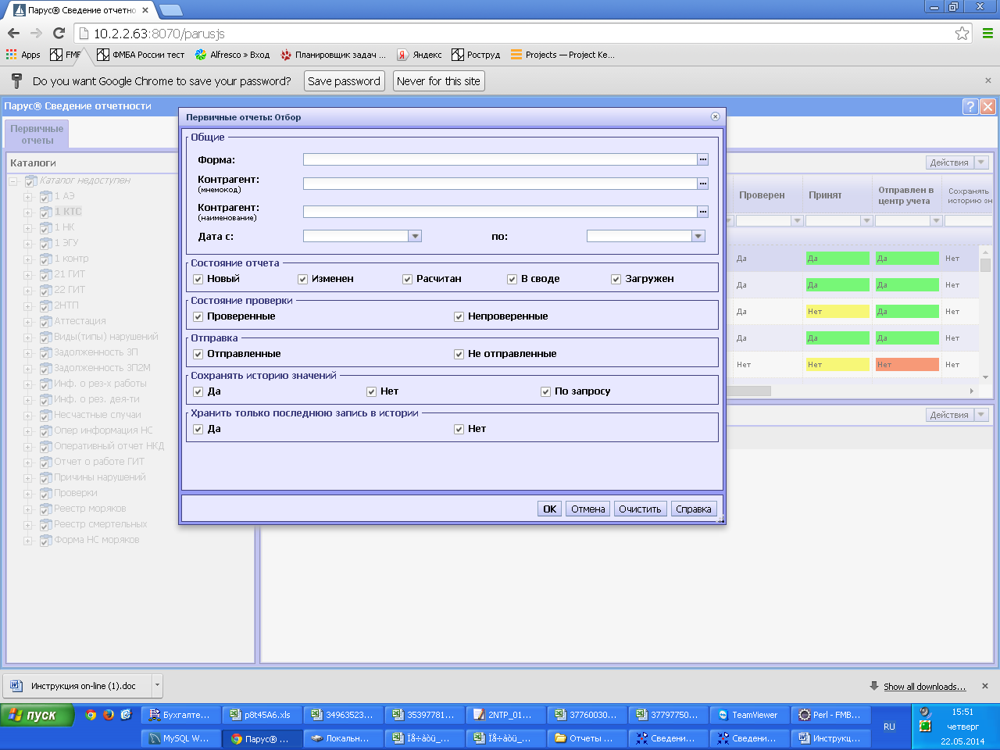 Парус® Сведение отчетнос
10.2.2.63:8070/parusjs
Apps
FMB
ФМБА России тест
Alfresco » Вход
Планировщик задач ...
Яндекс
Роструд
Projects — Project Ke...
Do you want Google Chrome to save your password?
Save password
Never for this site
Парус® Сведение отчетности
Первичные
отчеты
Каталоги
Каталог недоступен
1 АЭ
1 КТС
1 НК
1 ЭГУ
1 контр
21 ГИТ
22 ГИТ
2НТП
Аттестация
Виды(типы) нарушений
Задолженность ЗП
Задолженность ЗП2М
Инф. о рез-х работы
Инф. о рез. дея-ти
Несчастные случаи
Опер информация НС
Оперативный отчет НКД
Отчет о работе ГИТ
Причины нарушений
Проверки
Реестр моряков
Реестр смертельных
Форма НС моряков
Первичные отчеты: Отбор
Общие
Форма:
Контрагент:
(мнемокод)
Контрагент:
(наименование)
Дата с:
по:
Состояние отчета
Новый
Изменен
Расчитан
В своде
Загружен
Состояние проверки
Проверенные
Непроверенные
Отправка
Отправленные
Не отправленные
Сохранять историю значений
Да
Нет
По запросу
Хранить только последнюю запись в истории
Да
Нет
OK
Отмена
Очистить
Справка
Действия
Проверен
Принят
Отправлен в
центр учета
Сохранять
историю зн
Да Да Да Нет
Да Да Да Нет
Да Нет Да Нет
Да Да Да Нет
Нет Нет Нет Нет
Действия
Инструкция on-line (1).doc
Show all downloads...
пуск
Бухгалте...
p8t45A6.xls
34963523...
35397781...
2NTP_01...
37760030...
37797750...
TeamViewer
Perl - FMB...
MySQL W...
Парус® ...
Локальн...
Ïå÷àòü_...
Ïå÷àòü_...
Отчеты ...
Сведени...
Сведени...
Инструкц...
RU
15:51
четверг
22.05.2014